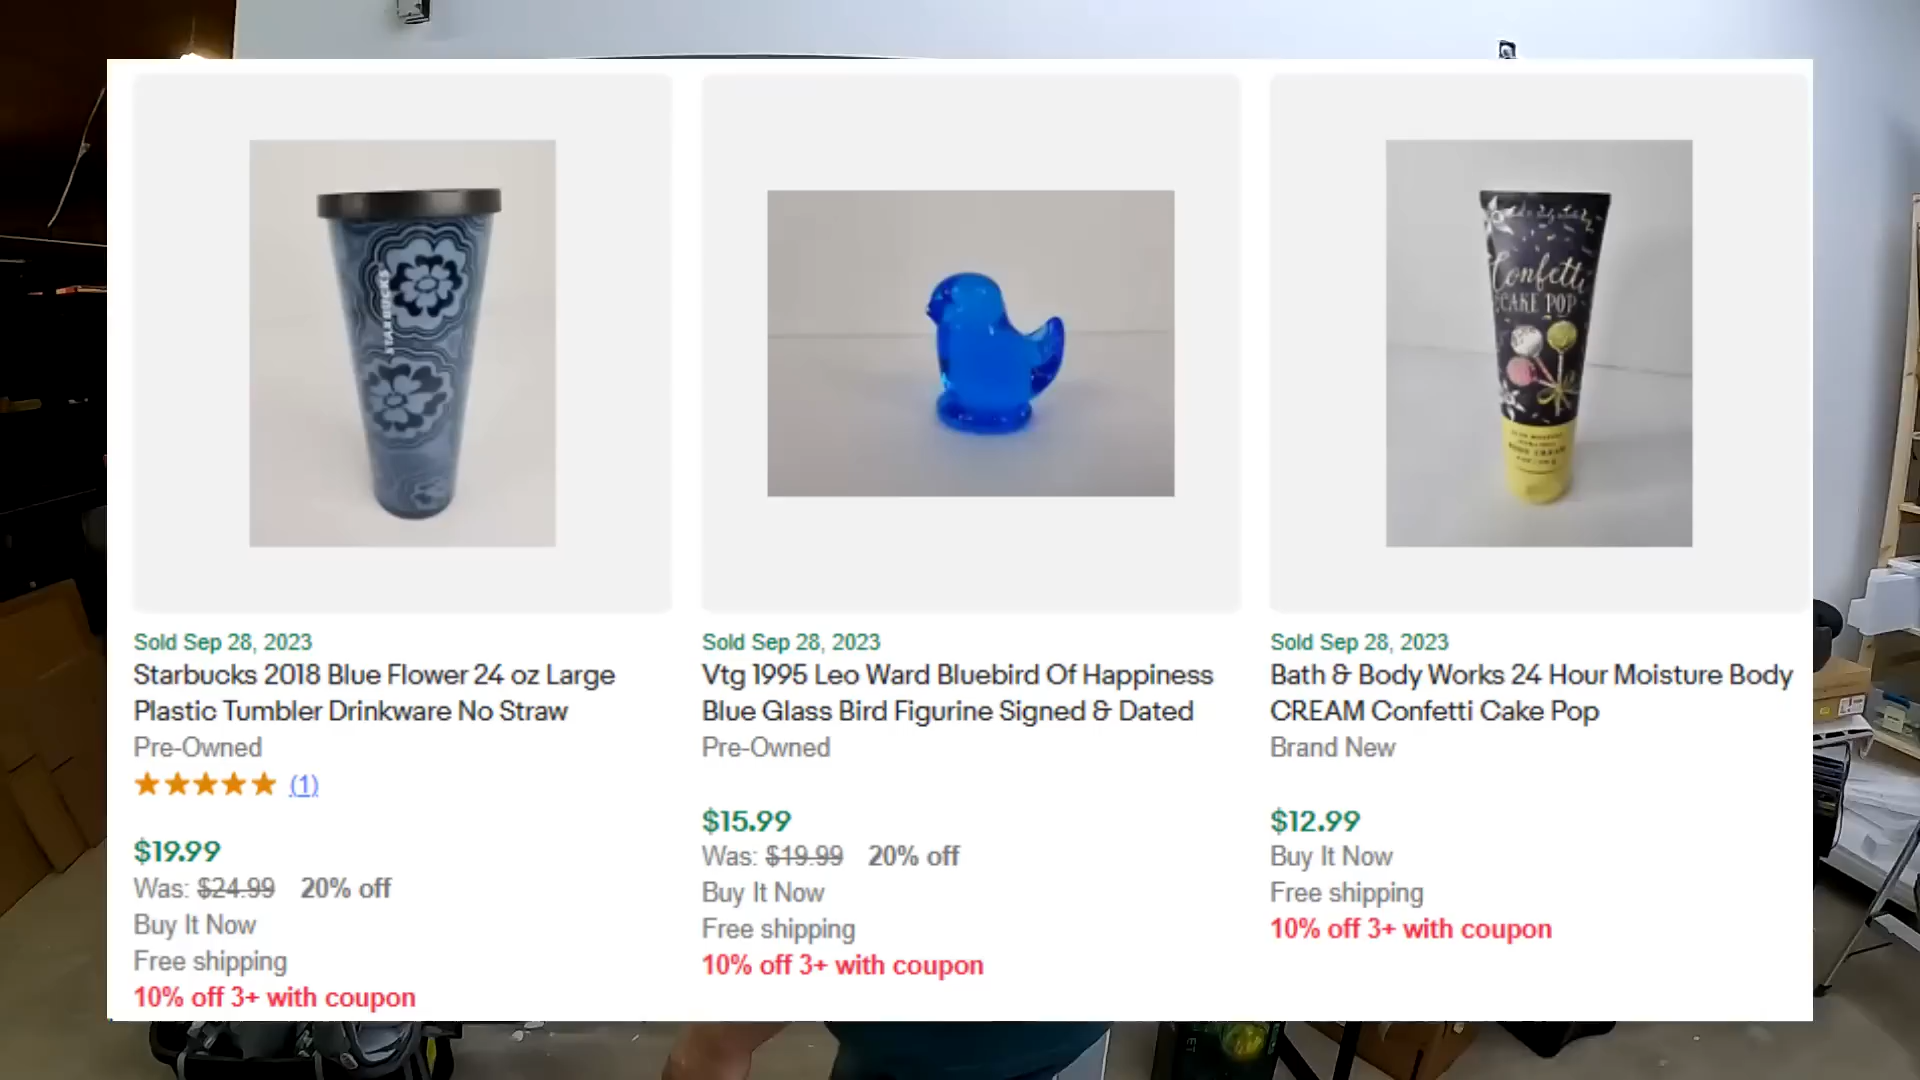 STARBUCKS
Confetti
CAKE POP
Sold Sep 28, 2023
Starbucks 2018 Blue Flower 24 oz Large
Plastic Tumbler Drinkware No Straw
Pre-Owned
(1)
$19.99
Was: $24.99 20% off
Buy It Now
Free shipping
10% off 3+ with coupon
Sold Sep 28, 2023
Vtg 1995 Leo Ward Bluebird Of Happiness
Blue Glass Bird Figurine Signed & Dated
Pre-Owned
$15.99
Was: $19.99 20% off
Buy It Now
Free shipping
10% off 3+ with coupon
Sold Sep 28, 2023
Bath & Body Works 24 Hour Moisture Body
CREAM Confetti Cake Pop
Brand New
$12.99
Buy It Now
Free shipping
10% off 3+ with coupon